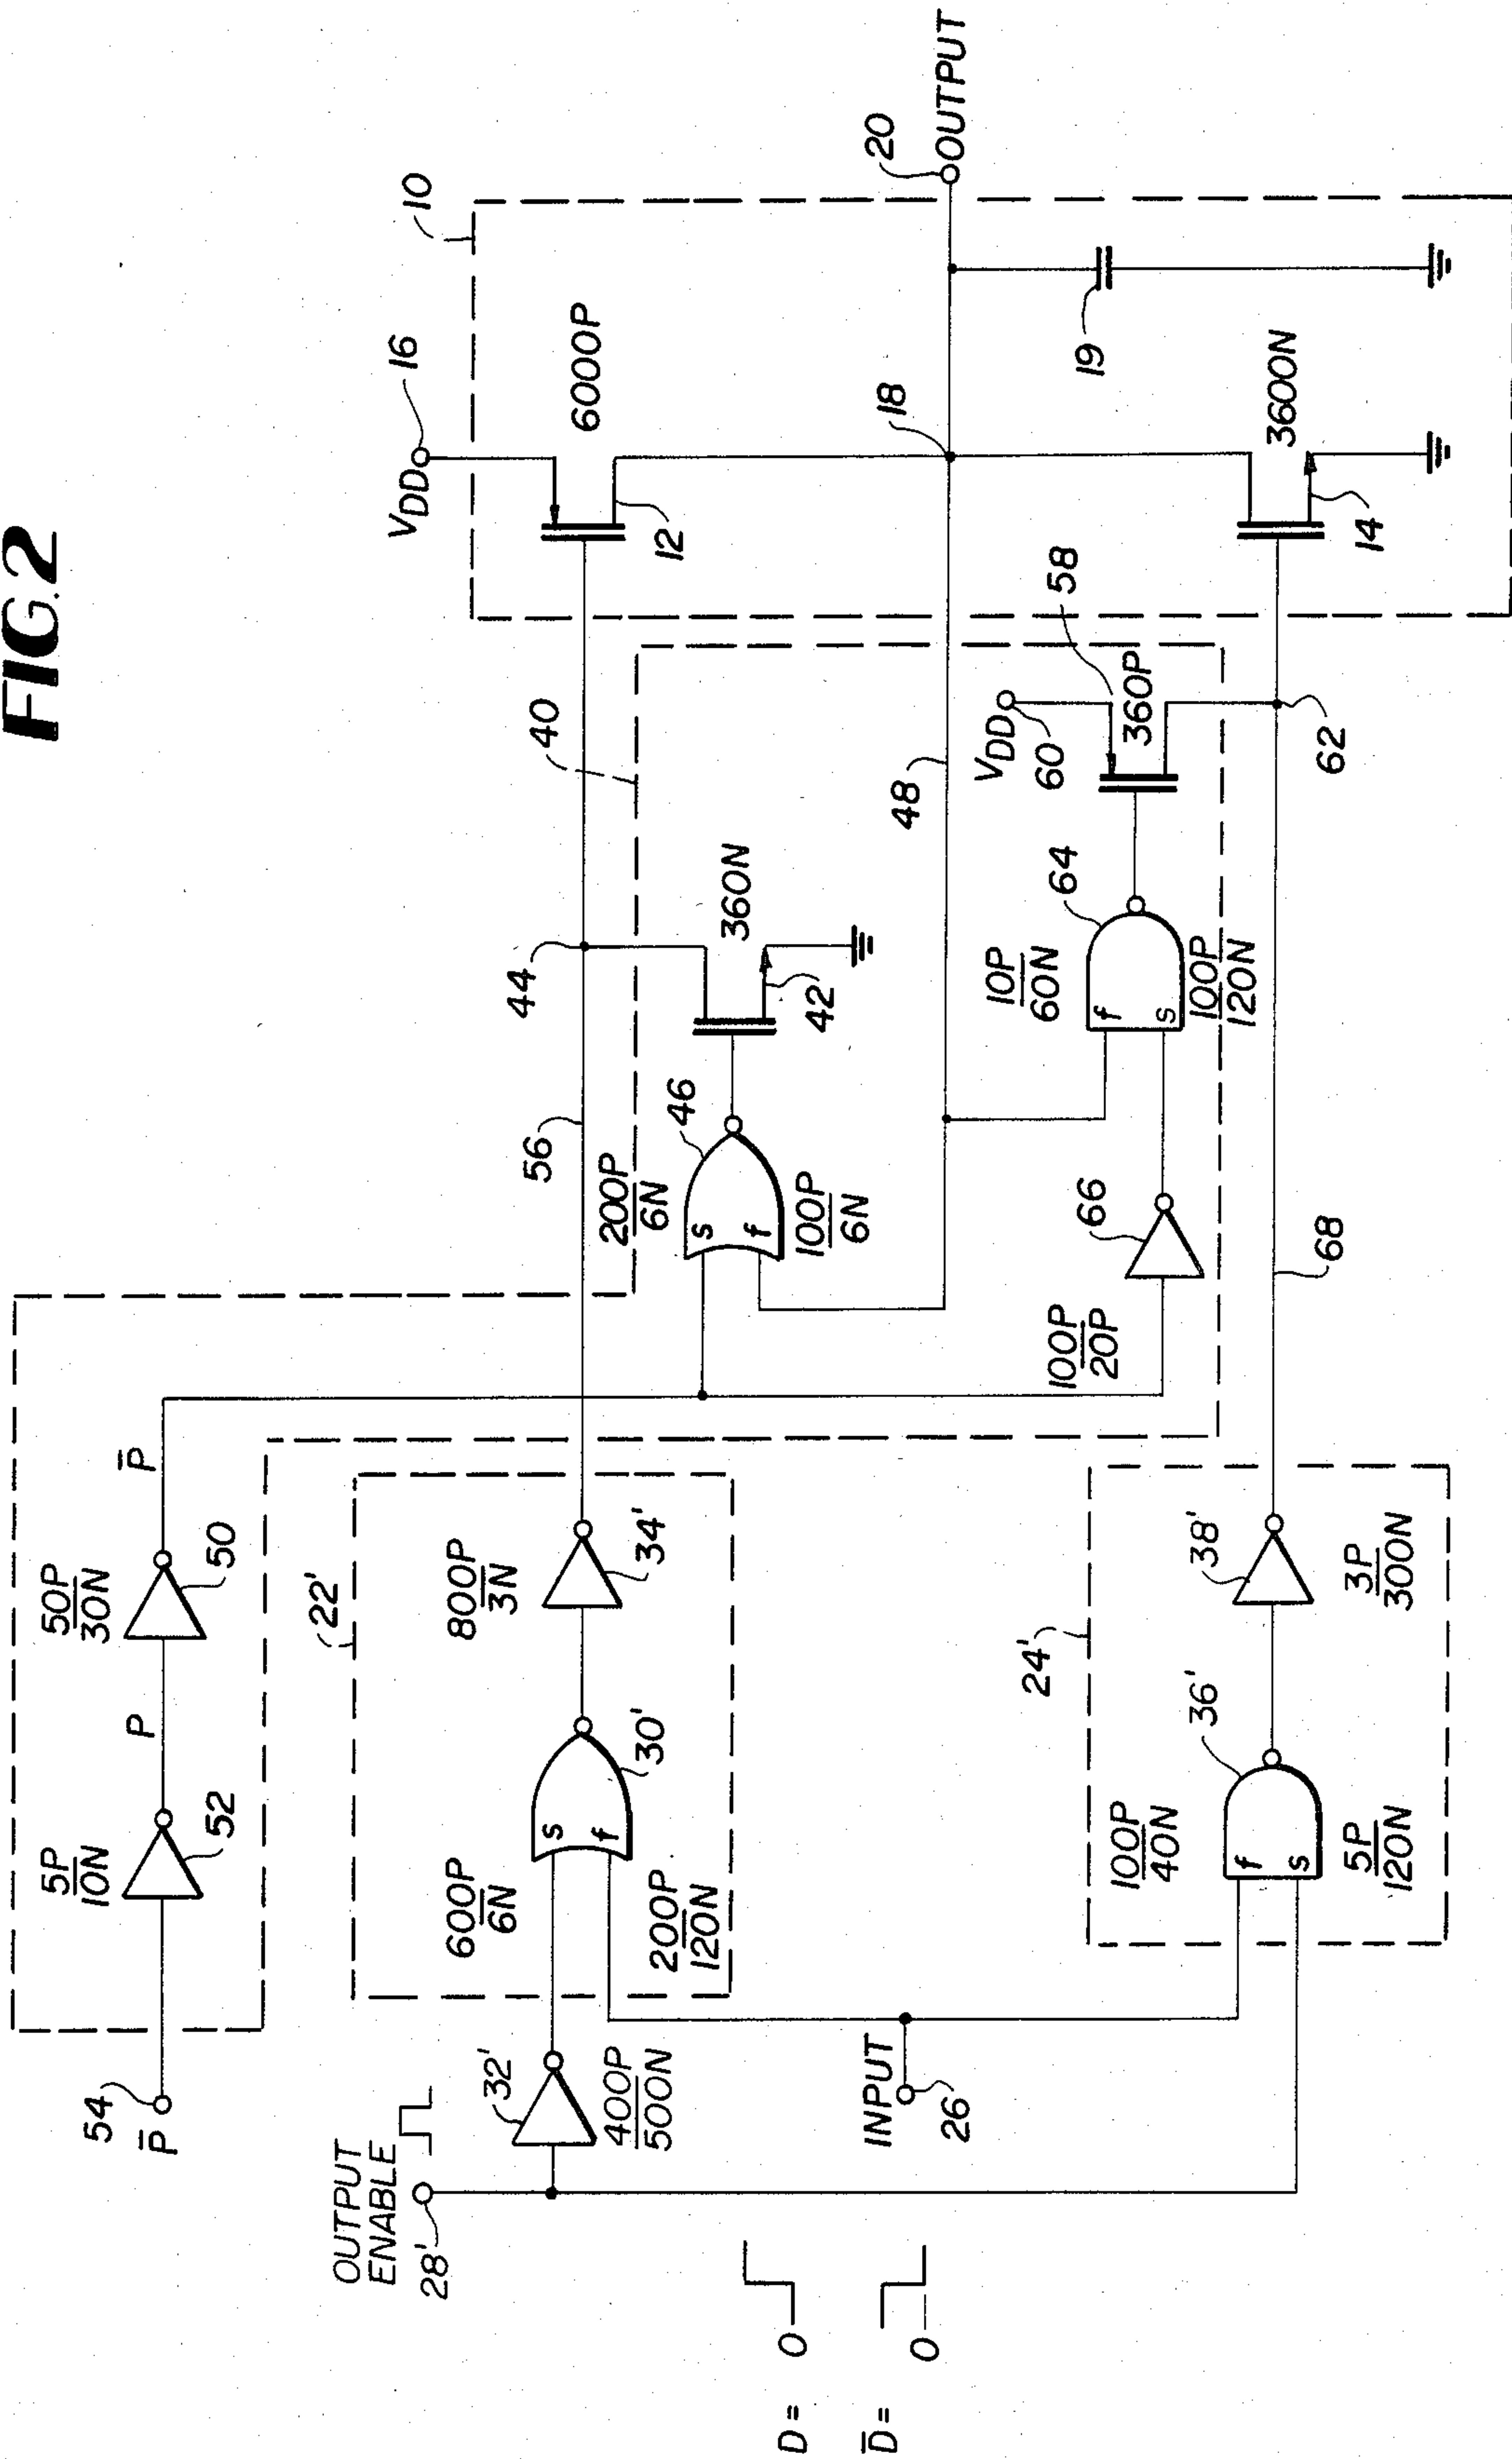 FIG.2
54
P̅
5P
10N
52
P
50P
30N
50
P̅
OUTPUT
ENABLE
28'
32'
400P
500N
600P
6N
s
f
30'
200P
120N
22'
800P
3N
34'
56
44
40
200P
6N
s
f
46
100P
6N
360N
42
VDD
16
10
6000P
12
18
20
OUTPUT
48
19
INPUT
26
VDD
60
58
360P
10P
60N
64
f
s
100P
120N
66
100P
20P
62
3600N
14
24'
36'
100P
40N
f
s
5P
120N
38'
3P
300N
68
D = 0
D̅ = 0